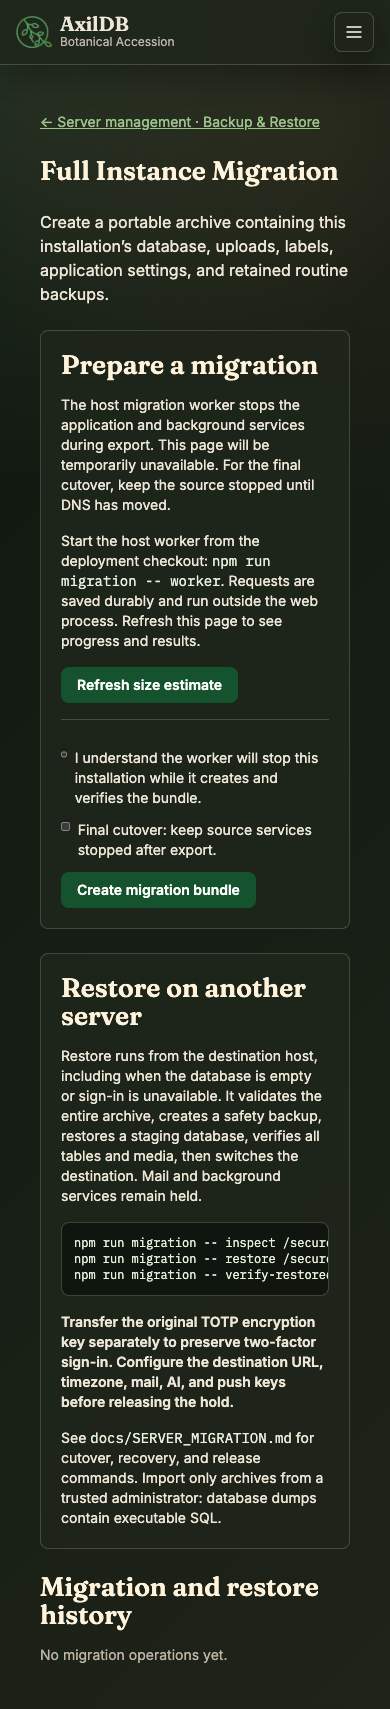 AxilDB
Botanical Accession
← Server management · Backup & Restore
Full Instance Migration
Create a portable archive containing this
installation’s database, uploads, labels,
application settings, and retained routine
backups.
Prepare a migration
The host migration worker stops the
application and background services
during export. This page will be
temporarily unavailable. For the final
cutover, keep the source stopped until
DNS has moved.
Start the host worker from the
deployment checkout: npm run
migration -- worker. Requests are
saved durably and run outside the web
process. Refresh this page to see
progress and results.
Refresh size estimate
I understand the worker will stop this
installation while it creates and
verifies the bundle.
Final cutover: keep source services
stopped after export.
Create migration bundle
Restore on another
server
Restore runs from the destination host,
including when the database is empty
or sign-in is unavailable. It validates the
entire archive, creates a safety backup,
restores a staging database, verifies all
tables and media, then switches the
destination. Mail and background
services remain held.
npm run migration -- inspect /secure
npm run migration -- restore /secure
npm run migration -- verify-restored
Transfer the original TOTP encryption
key separately to preserve two-factor
sign-in. Configure the destination URL,
timezone, mail, AI, and push keys
before releasing the hold.
See docs/SERVER_MIGRATION.md for
cutover, recovery, and release
commands. Import only archives from a
trusted administrator: database dumps
contain executable SQL.
Migration and restore
history
No migration operations yet.